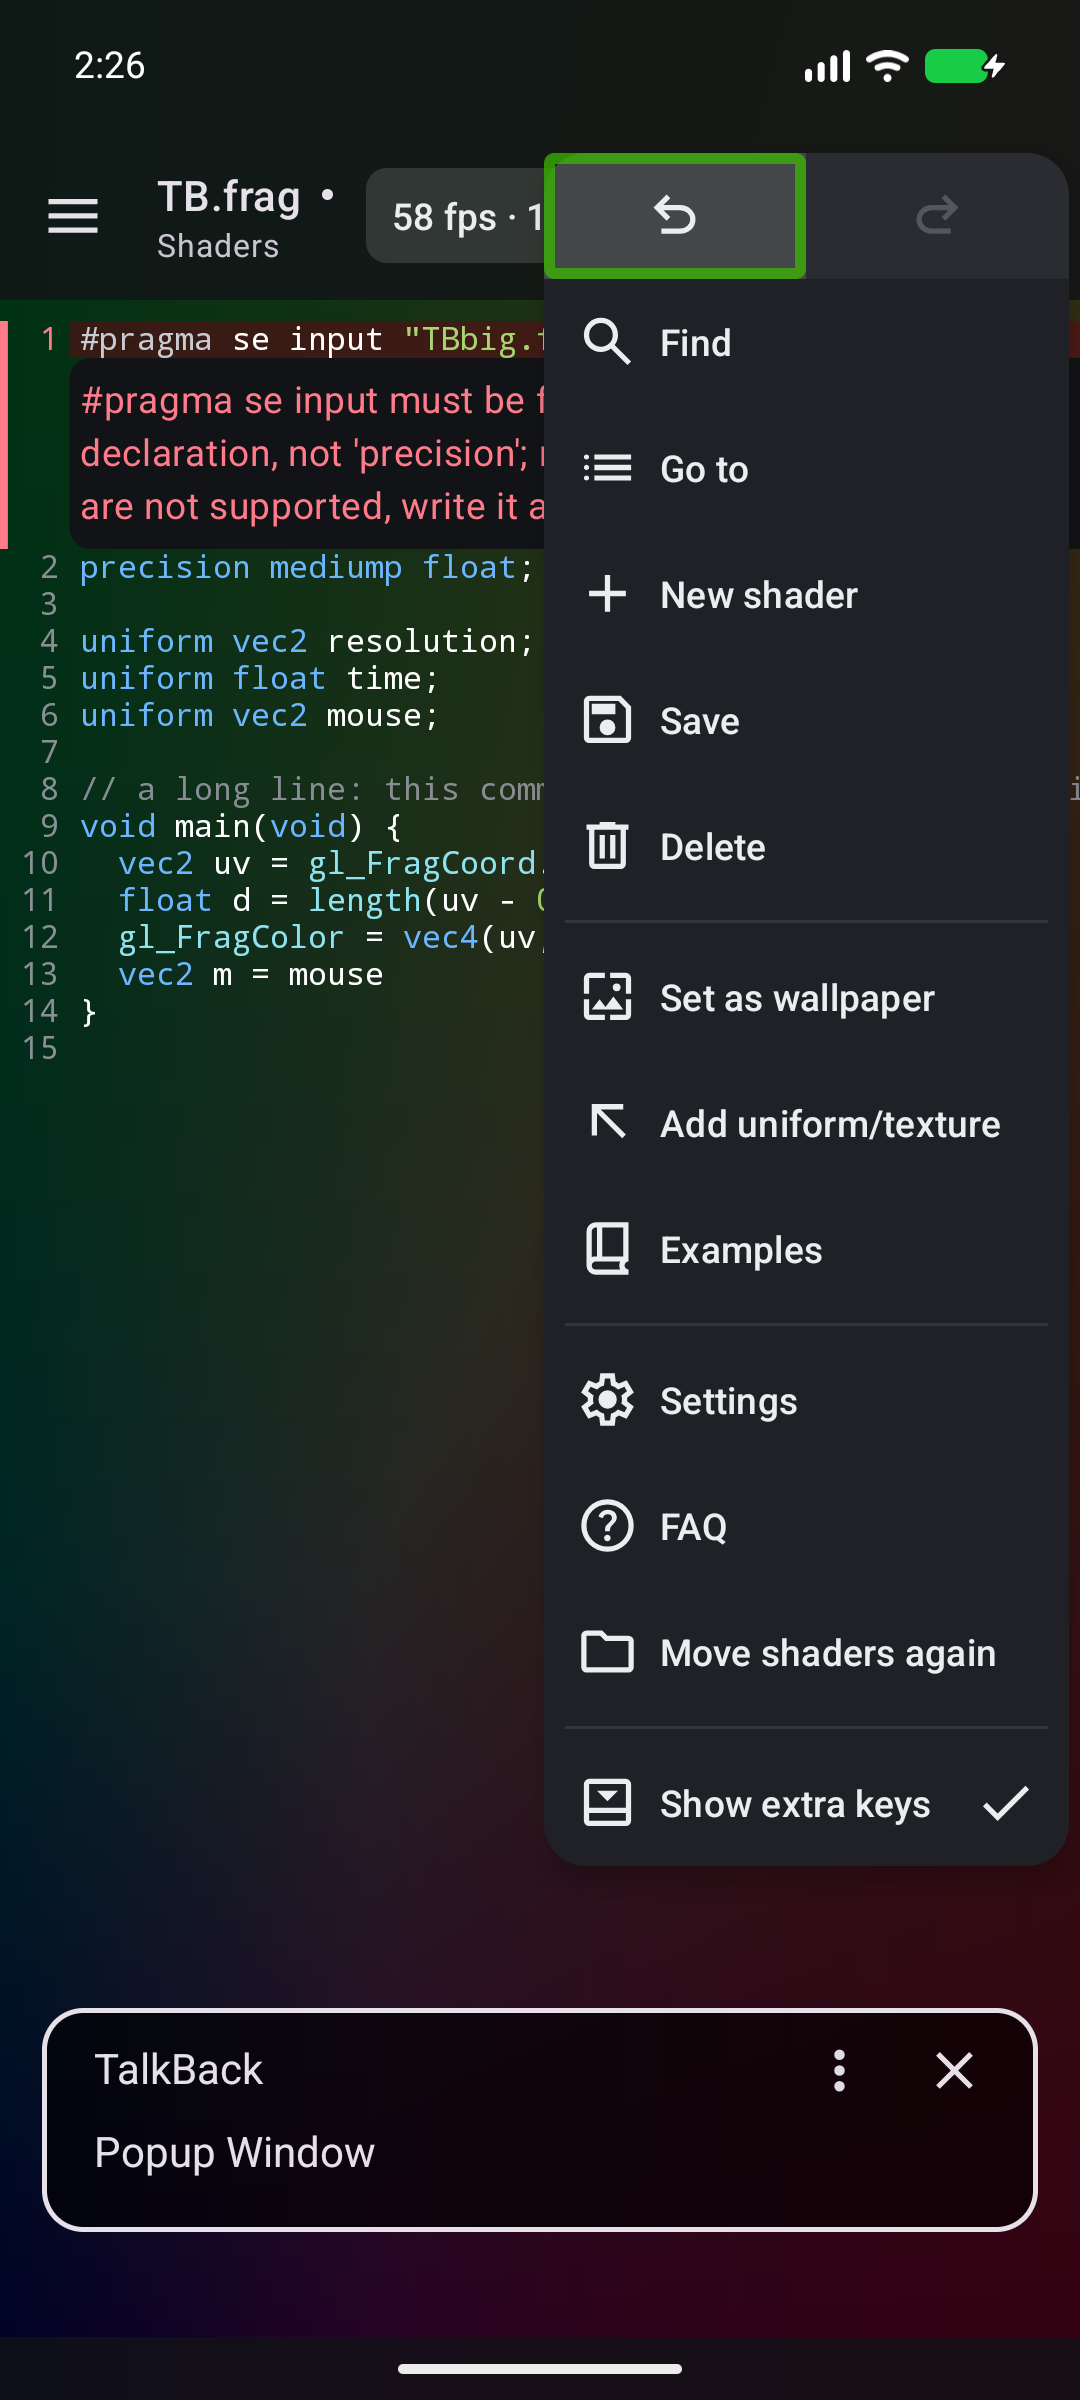 2:26
TB.frag •
Shaders
58 fps · 1
Find
Go to
New shader
Save
Delete
Set as wallpaper
Add uniform/texture
Examples
Settings
FAQ
Move shaders again
Show extra keys
1 #pragma se input "TBbig.
#pragma se input must be
declaration, not 'precision';
are not supported, write it
2 precision mediump float;
3
4 uniform vec2 resolution;
5 uniform float time;
6 uniform vec2 mouse;
7
8 // a long line: this comm
9 void main(void) {
10 vec2 uv = gl_FragCoord.
11 float d = length(uv -
12 gl_FragColor = vec4(uv,
13 vec2 m = mouse
14 }
15
TalkBack
Popup Window